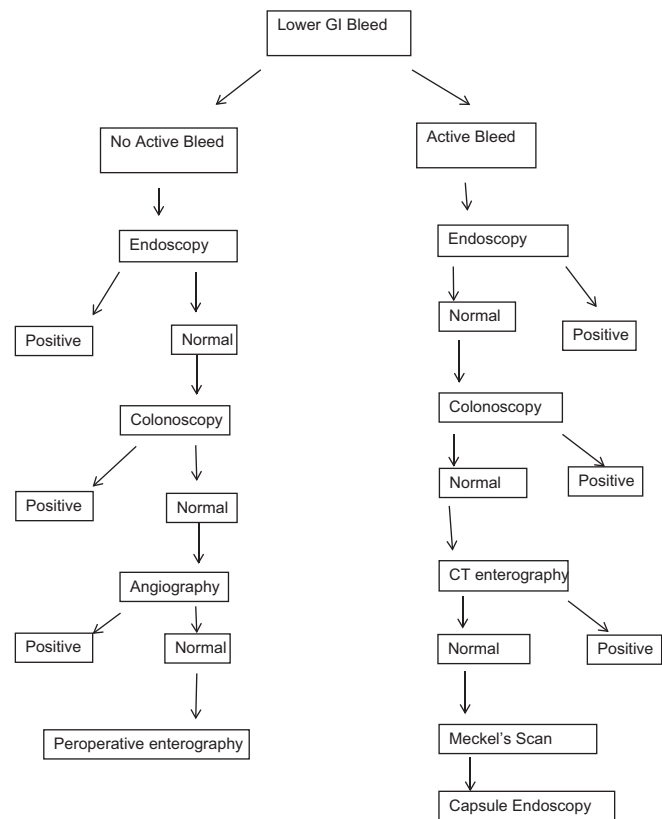 Lower GI Bleed
No Active Bleed
Active Bleed
Endoscopy
Endoscopy
Positive
Normal
Normal
Positive
Colonoscopy
Colonoscopy
Positive
Normal
Normal
Positive
Angiography
CT enterography
Positive
Normal
Normal
Positive
Peroperative enterography
Meckel's Scan
Capsule Endoscopy